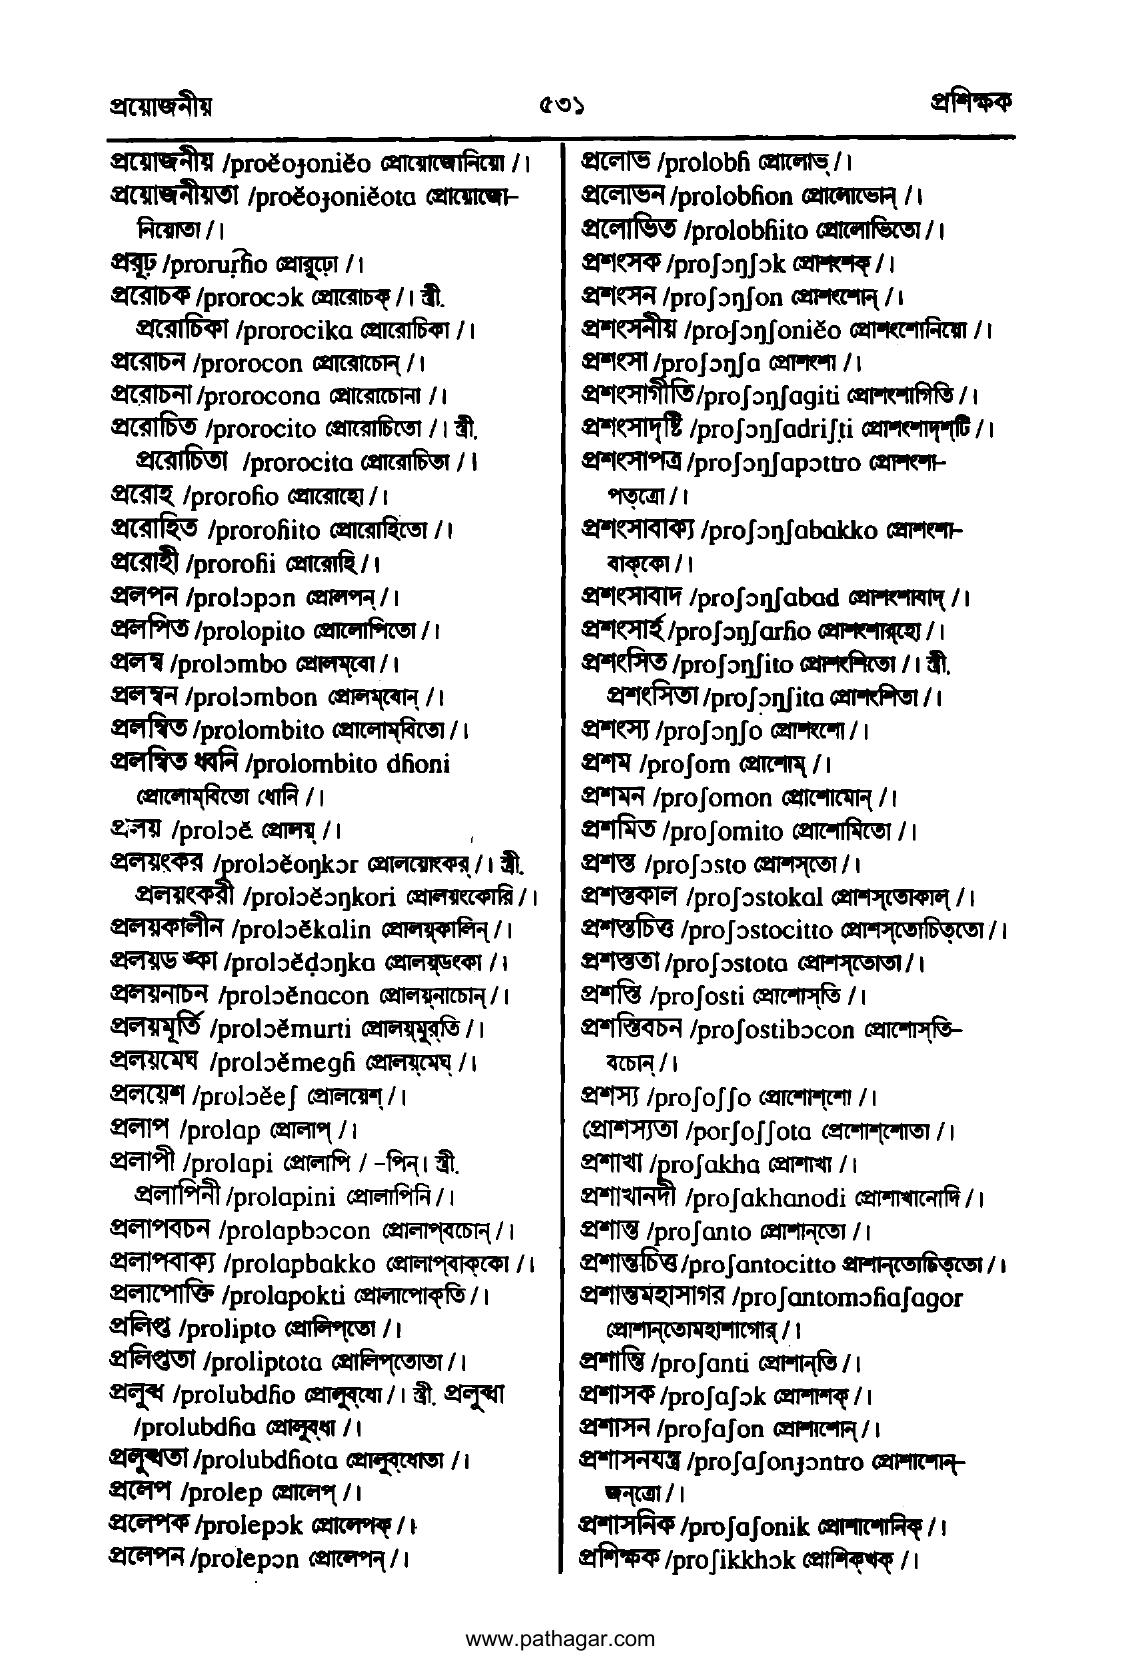 প্রয়োজনীয় ৫৩১ প্রশিক্ষক
প্রয়োজনীয় /proĕoɟoniĕo প্রোয়োজোনিয়ো /।
প্রয়োজনীয়তা /proĕoɟoniĕota প্রোয়োজো-
নিয়োতা /।
প্ররূঢ় /proruṛɦo প্রোরূঢ়ো /।
প্ররোচক /prorocɔk প্রোরোচক্ /। স্ত্রী.
প্ররোচিকা /prorocika প্রোরোচিকা /।
প্ররোচন /prorocon প্রোরোচোন্ /।
প্ররোচনা /prorocona প্রোরোচোনা /।
প্ররোচিত /prorocito প্রোরোচিতো /। স্ত্রী.
প্ররোচিতা /prorocita প্রোরোচিতা /।
প্ররোহ /proroɦo প্রোরোহো /।
প্ররোহিত /proroɦito প্রোরোহিতো /।
প্ররোহী /proroɦi প্রোরোহি /।
প্রলপন /prolɔpɔn প্রোলপন্ /।
প্রলপিত /prolopito প্রোলোপিতো /।
প্রলম্ব /prolɔmbo প্রোলম্‌বো /।
প্রলম্বন /prolɔmbon প্রোলম্‌বোন্ /।
প্রলম্বিত /prolombito প্রোলোম্‌বিতো /।
প্রলম্বিত ধ্বনি /prolombito dɦoni
প্রোলোম্‌বিতো ধোনি /।
প্রলয় /prolɔĕ প্রোলয়্ /।
প্রলয়ংকর /prolɔĕoŋkɔr প্রোলয়োংকর্ /। স্ত্রী.
প্রলয়ংকরী /prolɔĕɔŋkori প্রোলয়ংকোরি /।
প্রলয়কালীন /prolɔĕkalin প্রোলয়্‌কালিন্ /।
প্রলয়ডঙ্কা /prolɔĕḍɔŋka প্রোলয়্‌ডংকা /।
প্রলয়নাচন /prolɔĕnacon প্রোলয়্‌নাচোন্ /।
প্রলয়মূর্তি /prolɔĕmurti প্রোলয়্‌মুর্‌তি /।
প্রলয়মেঘ /prolɔĕmegɦ প্রোলয়্‌মেঘ্ /।
প্রলয়েশ /prolɔĕeʃ প্রোলয়েশ্ /।
প্রলাপ /prolap প্রোলাপ্ /।
প্রলাপী /prolapi প্রোলাপি / -পিন্। স্ত্রী.
প্রলাপিনী /prolapini প্রোলাপিনি /।
প্রলাপবচন /prolapbɔcon প্রোলাপ্‌বচোন্ /।
প্রলাপবাক্য /prolapbakko প্রোলাপ্‌বাক্‌কো /।
প্রলাপোক্তি /prolapokti প্রোলাপোক্‌তি /।
প্রলিপ্ত /prolipto প্রোলিপ্‌তো /।
প্রলিপ্ততা /proliptota প্রোলিপ্‌তোতা /।
প্রলুব্ধ /prolubdɦo প্রোলুব্‌ধো /। স্ত্রী. প্রলুব্ধা
/prolubdɦa প্রোলুব্‌ধা /।
প্রলুব্ধতা /prolubdɦota প্রোলুব্‌ধোতা /।
প্রলেপ /prolep প্রোলেপ্ /।
প্রলেপক /prolepɔk প্রোলেপক্ /।
প্রলেপন /prolepɔn প্রোলেপন্ /।
প্রলোভ /prolobɦ প্রোলোভ্ /।
প্রলোভন /prolobɦon প্রোলোভোন্ /।
প্রলোভিত /prolobɦito প্রোলোভিতো /।
প্রশংসক /proʃɔŋʃɔk প্রোশংশক্ /।
প্রশংসন /proʃɔŋʃon প্রোশংশোন্ /।
প্রশংসনীয় /proʃɔŋʃoniĕo প্রোশংশোনিয়ো /।
প্রশংসা /proʃɔŋʃa প্রোশংশা /।
প্রশংসাগীতি /proʃɔŋʃagiti প্রোশংশাগিতি /।
প্রশংসাদৃষ্টি /proʃɔŋʃadriʃṭi প্রোশংশাদৃশ্‌টি /।
প্রশংসাপত্র /proʃɔŋʃapɔttro প্রোশংশা-
পত্‌ত্রো /।
প্রশংসাবাক্য /proʃɔŋʃabakko প্রোশংশা-
বাক্‌কো /।
প্রশংসাবাদ /proʃɔŋʃabad প্রোশংশাবাদ্ /।
প্রশংসার্হ /proʃɔŋʃarɦo প্রোশংশার্‌হো /।
প্রশংসিত /proʃɔŋʃito প্রোশংশিতো /। স্ত্রী.
প্রশংসিতা /proʃɔŋʃita প্রোশংশিতা /।
প্রশংস্য /proʃɔŋʃo প্রোশংশো /।
প্রশম /proʃom প্রোশোম্ /।
প্রশমন /proʃomon প্রোশোমোন্ /।
প্রশমিত /proʃomito প্রোশোমিতো /।
প্রশস্ত /proʃɔsto প্রোশস্‌তো /।
প্রশস্তকাল /proʃɔstokal প্রোশস্‌তোকাল্ /।
প্রশস্তচিত্ত /proʃɔstocitto প্রোশস্‌তোচিত্‌তো /।
প্রশস্ততা /proʃɔstota প্রোশস্‌তোতা /।
প্রশস্তি /proʃosti প্রোশোস্‌তি /।
প্রশস্তিবচন /proʃostibɔcon প্রোশোস্‌তি-
বচোন্ /।
প্রশস্য /proʃoʃʃo প্রোশোশ্‌শো /।
প্রোশস্যতা /porʃoʃʃota প্রোশোশ্‌শোতা /।
প্রশাখা /proʃakha প্রোশাখা /।
প্রশাখানদী /proʃakhanodi প্রোশাখানোদি /।
প্রশান্ত /proʃanto প্রোশান্‌তো /।
প্রশান্তচিত্ত /proʃantocitto প্রাশান্‌তোচিত্‌তো /।
প্রশান্তমহাসাগর /proʃantomɔɦaʃagor
প্রোশান্‌তোমহাশাগোর্ /।
প্রশান্তি /proʃanti প্রোশান্‌তি /।
প্রশাসক /proʃaʃɔk প্রোশাশক্ /।
প্রশাসন /proʃaʃon প্রোশাশোন্ /।
প্রশাসনযন্ত্র /proʃaʃonɟɔntro প্রোশাশোন্-
জন্‌ত্রো /।
প্রশাসনিক /proʃaʃonik প্রোশাশোনিক্ /।
প্রশিক্ষক /proʃikkhɔk প্রোশিক্‌খক্ /।
www.pathagar.com